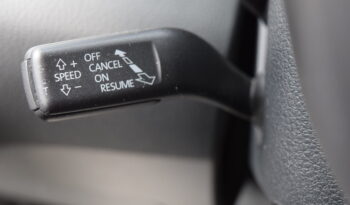 OFF
CANCEL
ON
RESUME
+
SPEED
-